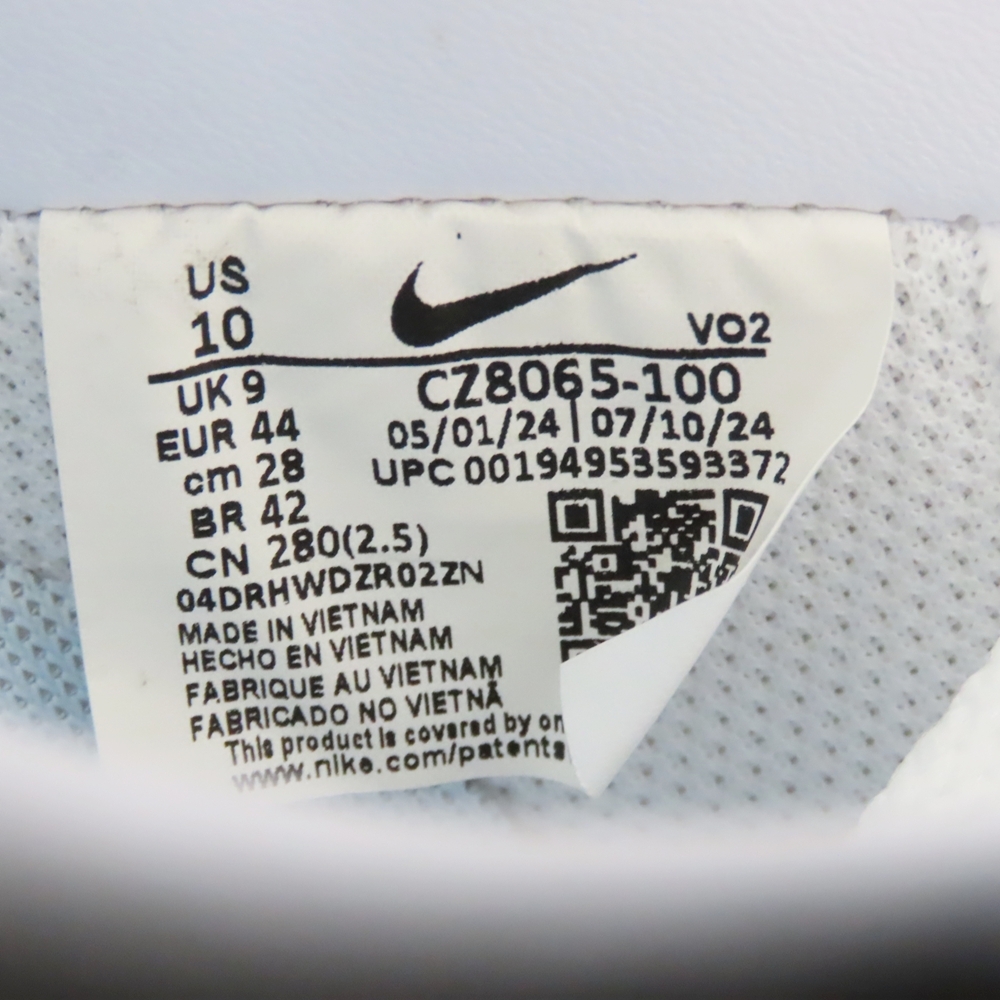 US
10
VO2
UK 9
CZ8065-100
EUR 44
05/01/24 | 07/10/24
cm 28
UPC 00194953593372
BR 42
CN 280(2.5)
04DRHWDZR02ZN
MADE IN VIETNAM
HECHO EN VIETNAM
FABRIQUE AU VIETNAM
FABRICADO NO VIETNÃ
This product is covered by on
www.nike.com/patents